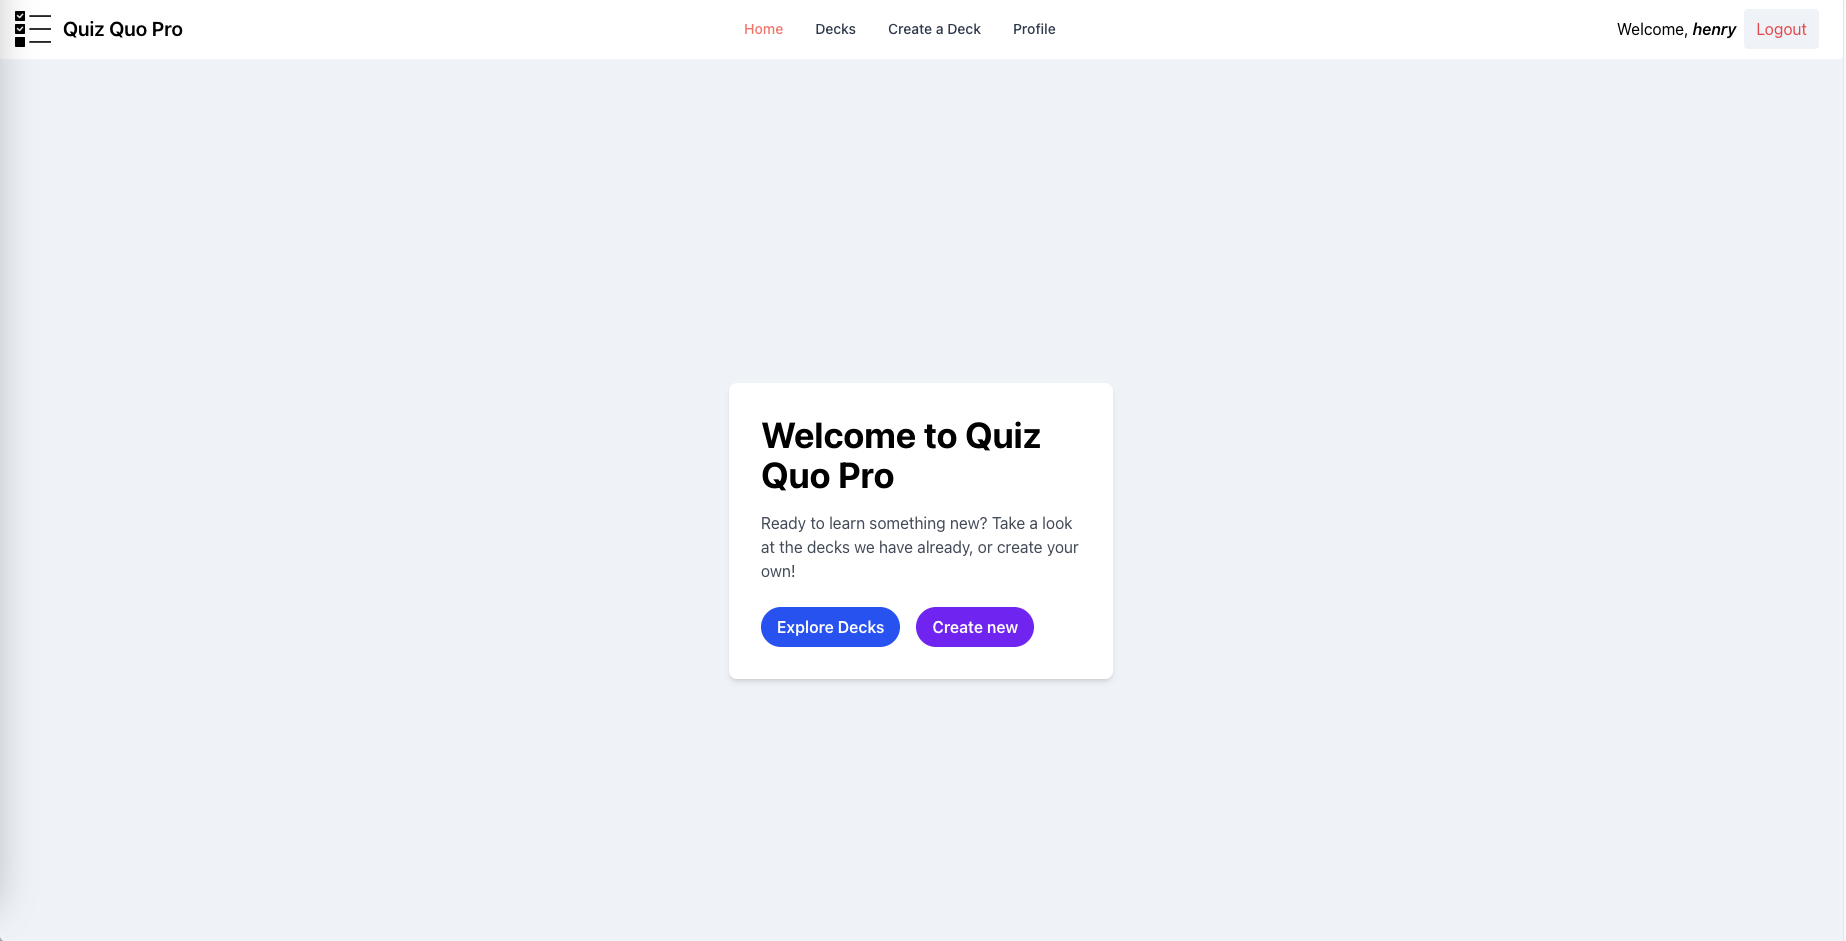 Quiz Quo Pro
Home Decks Create a Deck Profile
Welcome, henry Logout
Welcome to Quiz
Quo Pro
Ready to learn something new? Take a look
at the decks we have already, or create your
own!
Explore Decks Create new